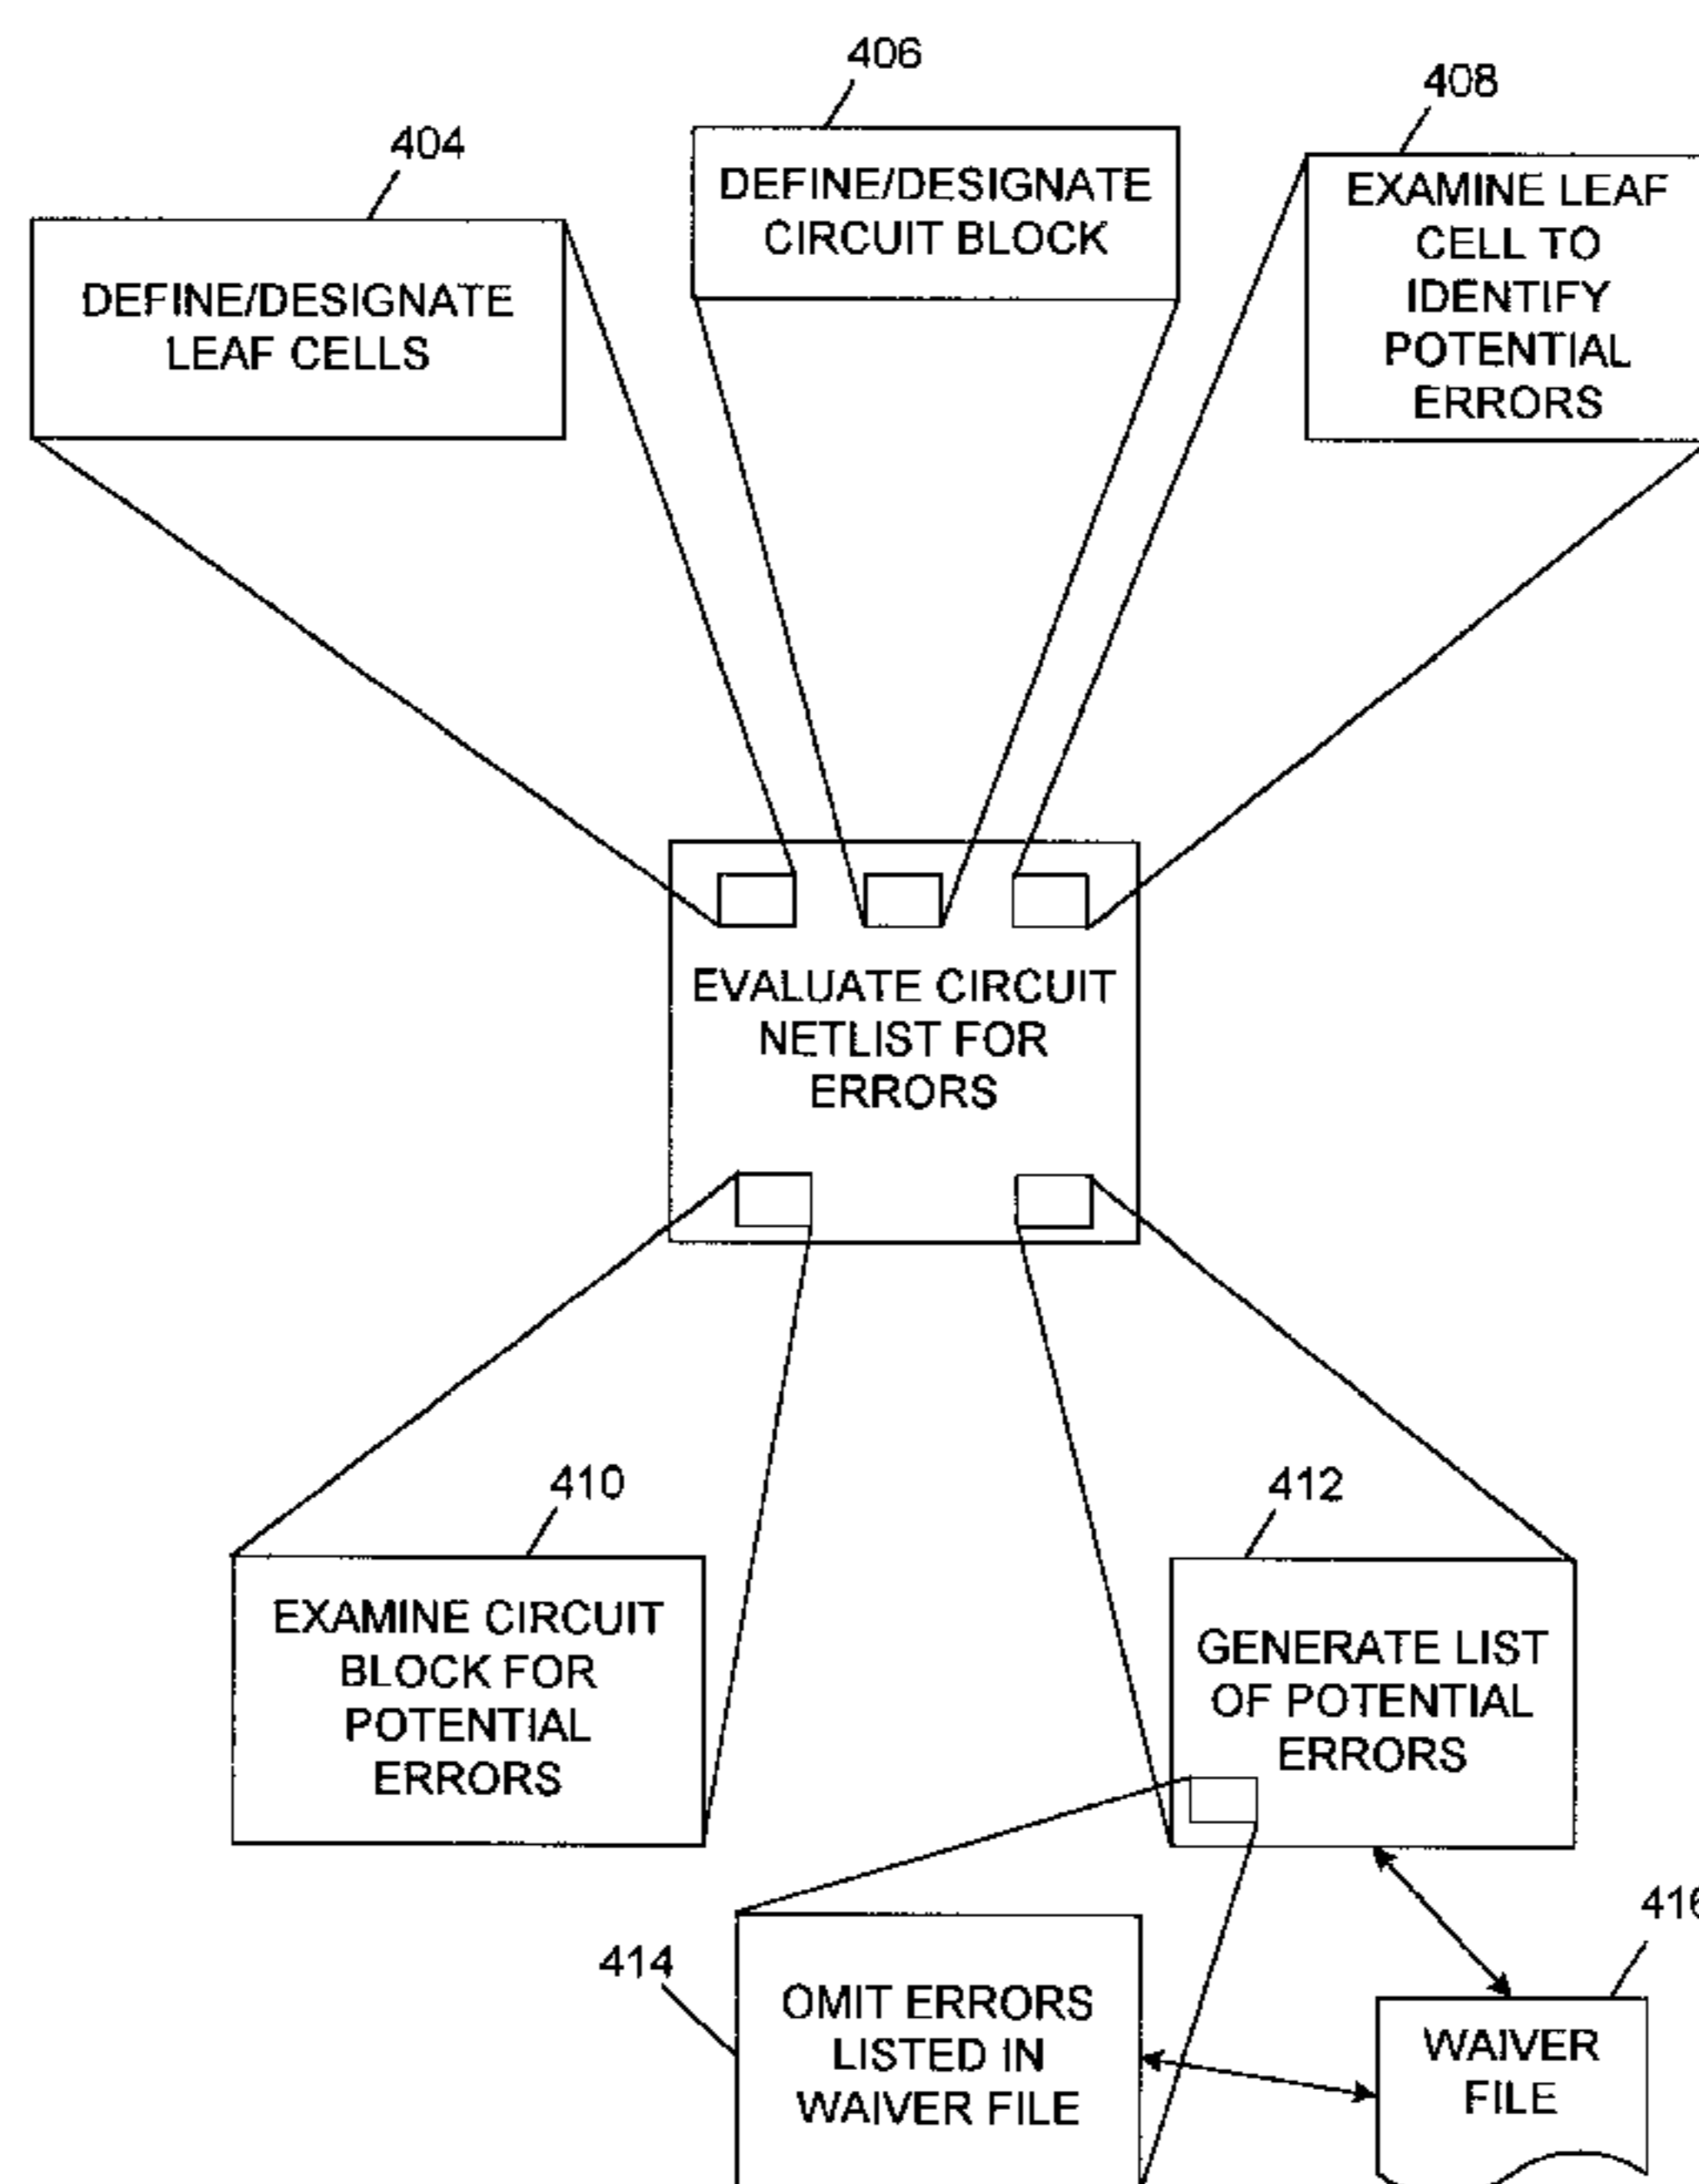 406
408
404
DEFINE/DESIGNATE
CIRCUIT BLOCK
EXAMINE LEAF
CELL TO
IDENTIFY
POTENTIAL
ERRORS
DEFINE/DESIGNATE
LEAF CELLS
EVALUATE CIRCUIT
NETLIST FOR
ERRORS
410
412
EXAMINE CIRCUIT
BLOCK FOR
POTENTIAL
ERRORS
GENERATE LIST
OF POTENTIAL
ERRORS
416
414
OMIT ERRORS
LISTED IN
WAIVER FILE
WAIVER
FILE